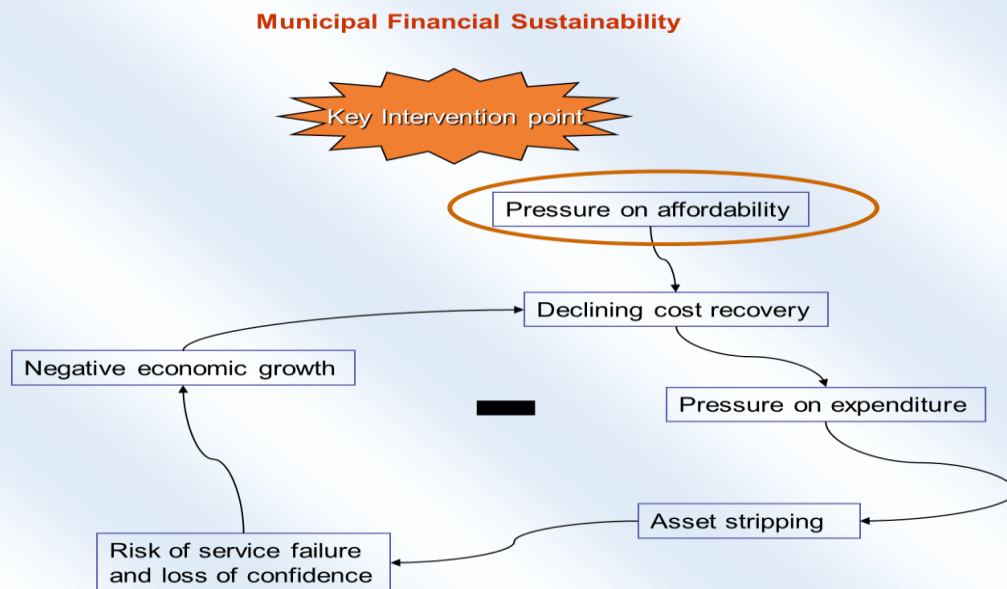 Municipal Financial Sustainability
Key Intervention point
Pressure on affordability
Declining cost recovery
Negative economic growth
Pressure on expenditure
Asset stripping
Risk of service failure
and loss of confidence